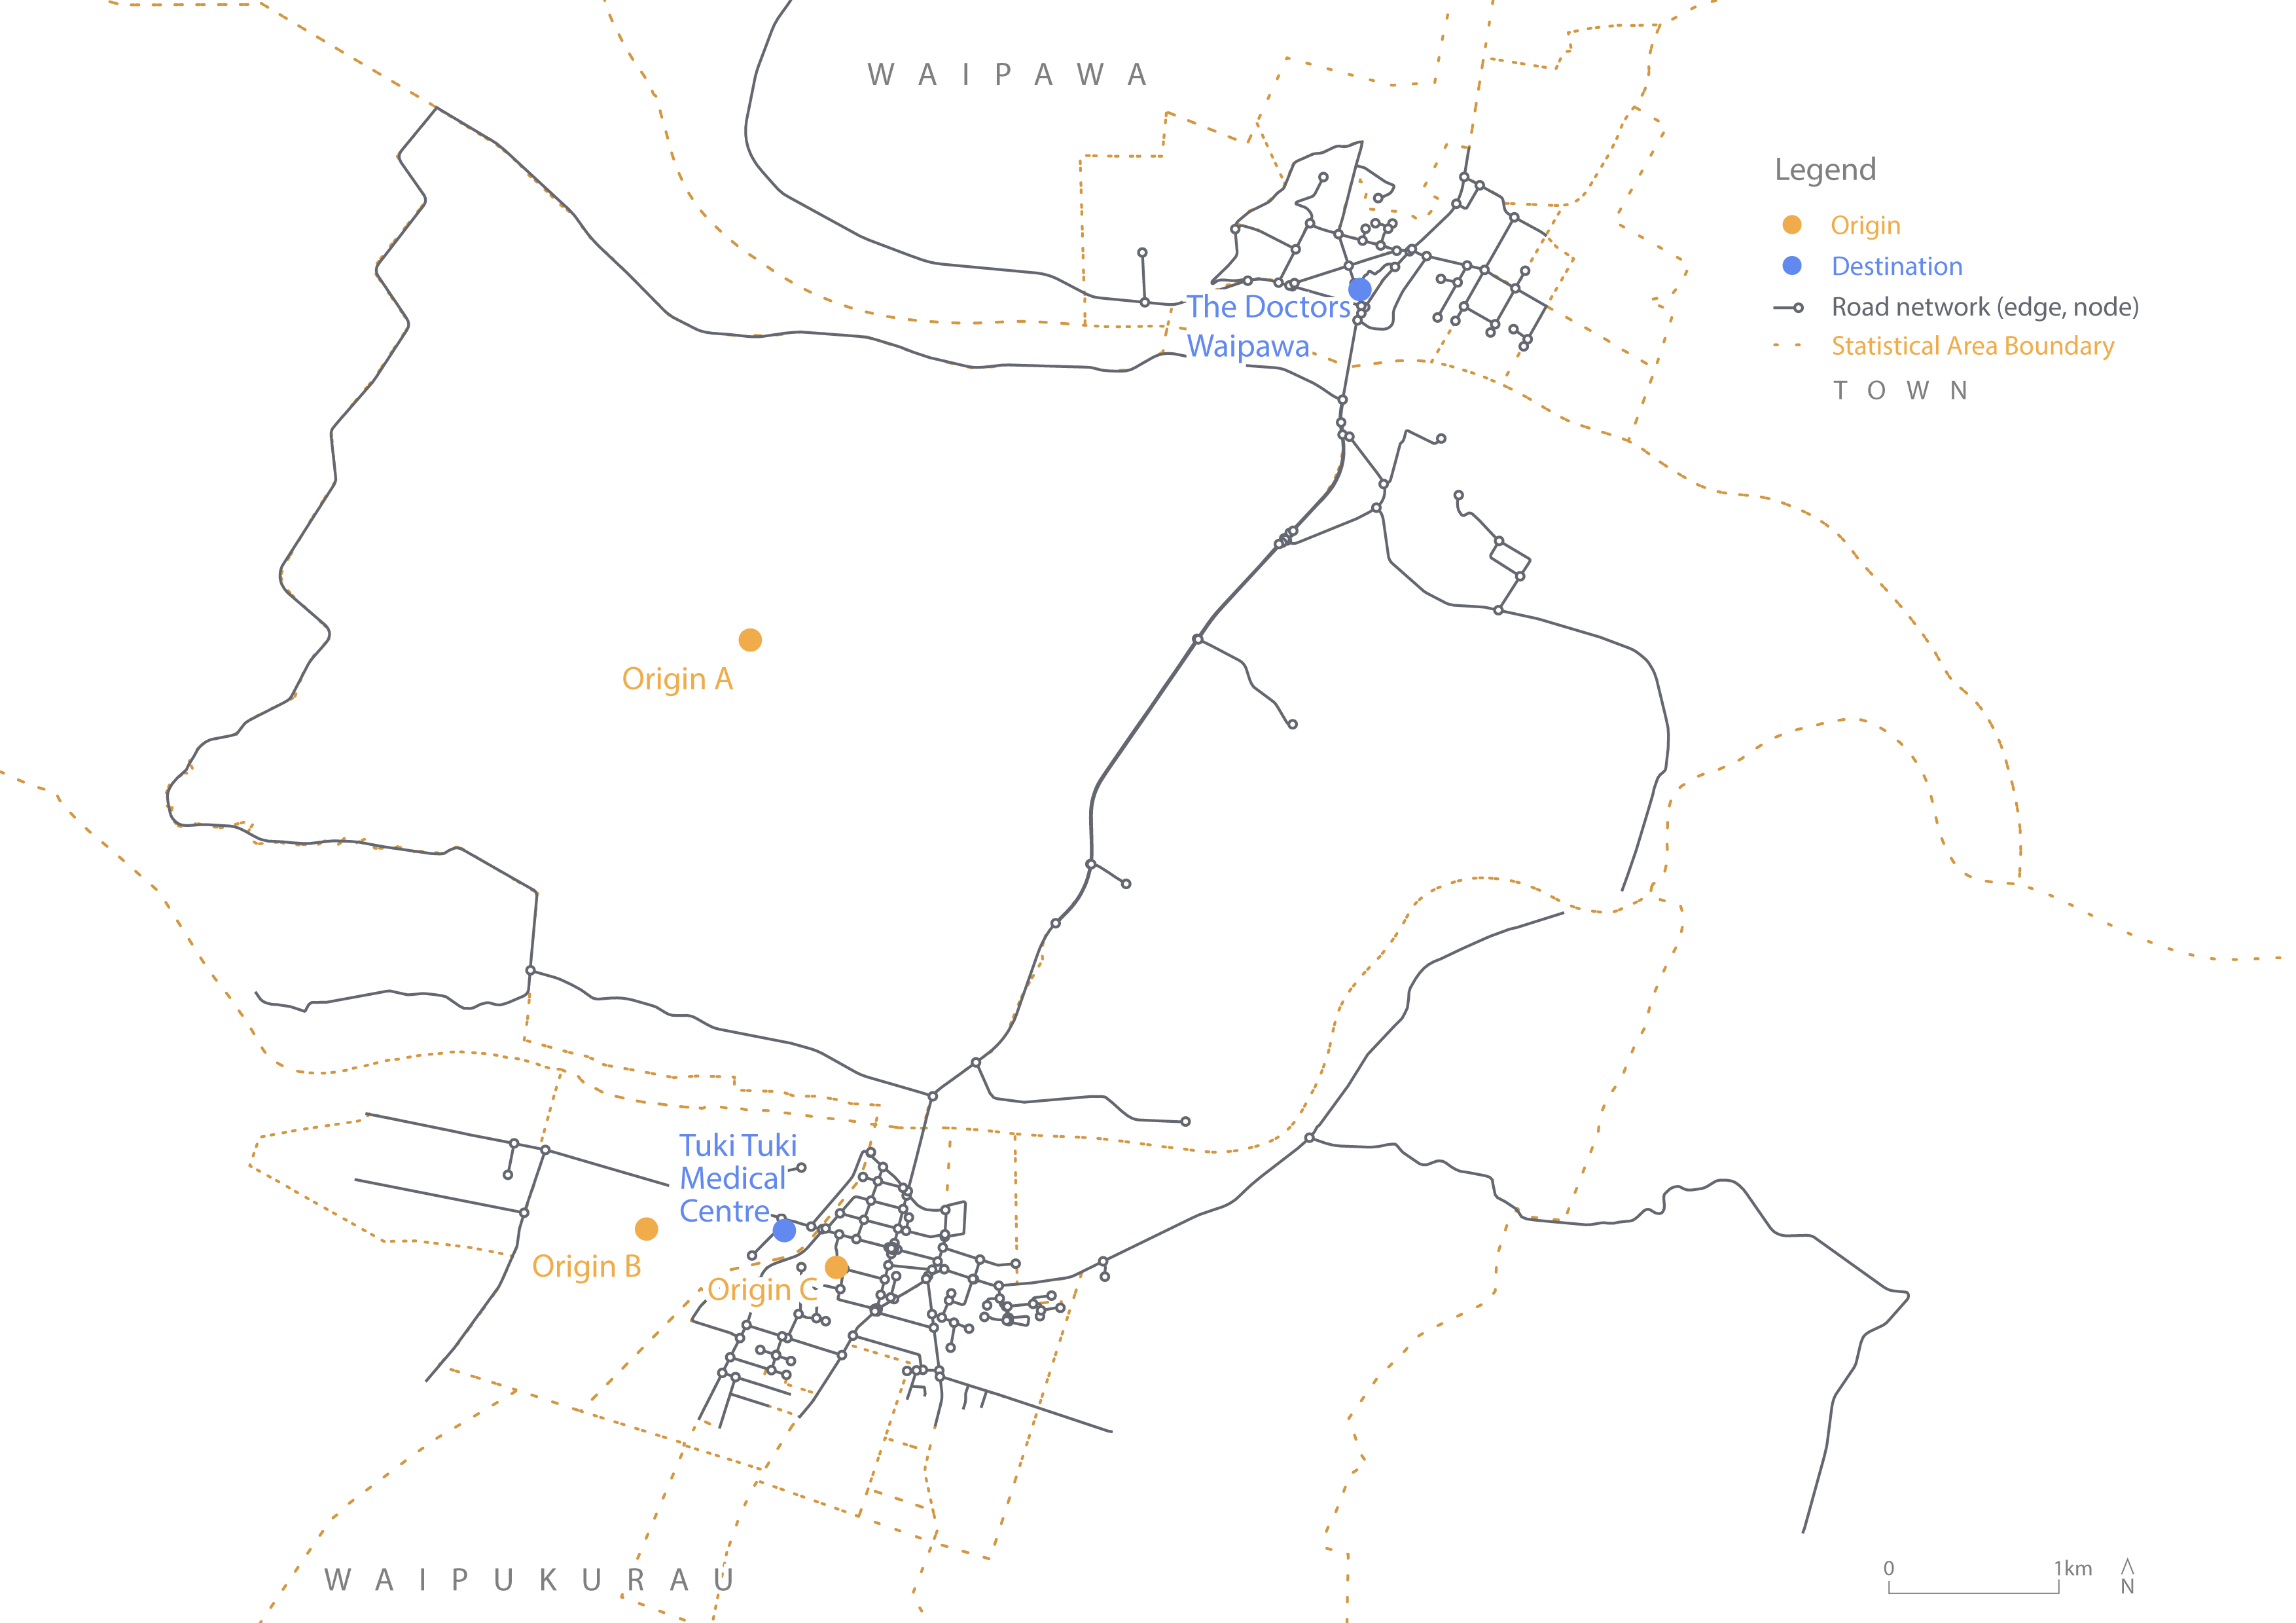 W A I P A W A
Legend
Origin
Destination
Road network (edge, node)
Statistical Area Boundary
T O W N
The Doctors
Waipawa
Origin A
Tuki Tuki
Medical
Centre
Origin B
Origin C
W A I P U K U R A U
0 1km
N